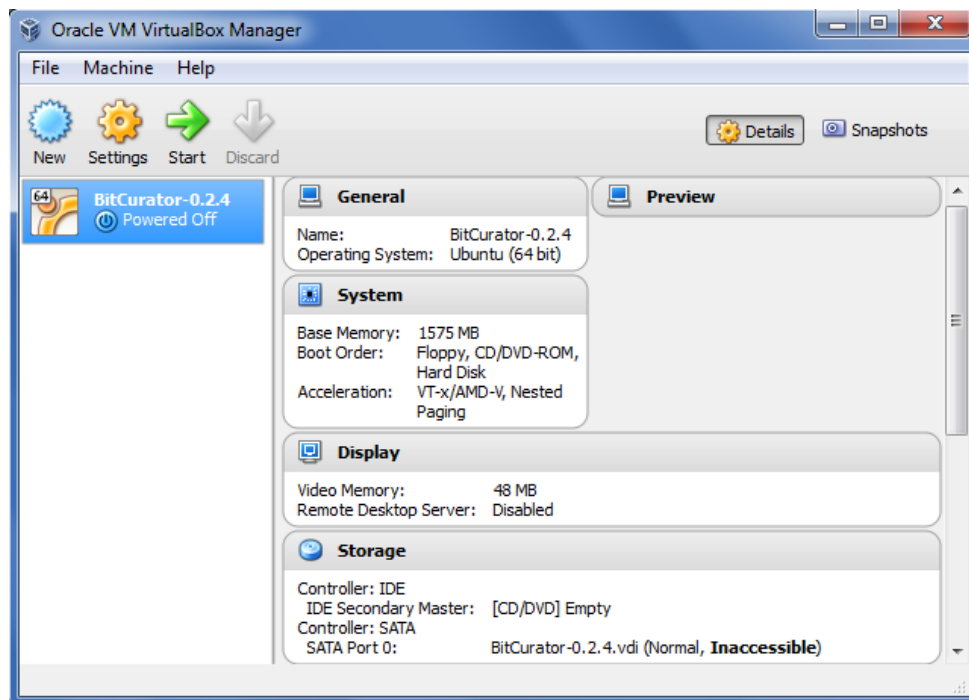 Oracle VM VirtualBox Manager
File Machine Help
New Settings Start Discard
Details Snapshots
64 BitCurator-0.2.4
Powered Off
General
Name: BitCurator-0.2.4
Operating System: Ubuntu (64 bit)
Preview
System
Base Memory: 1575 MB
Boot Order: Floppy, CD/DVD-ROM,
Hard Disk
Acceleration: VT-x/AMD-V, Nested
Paging
Display
Video Memory: 48 MB
Remote Desktop Server: Disabled
Storage
Controller: IDE
IDE Secondary Master: [CD/DVD] Empty
Controller: SATA
SATA Port 0: BitCurator-0.2.4.vdi (Normal, Inaccessible)